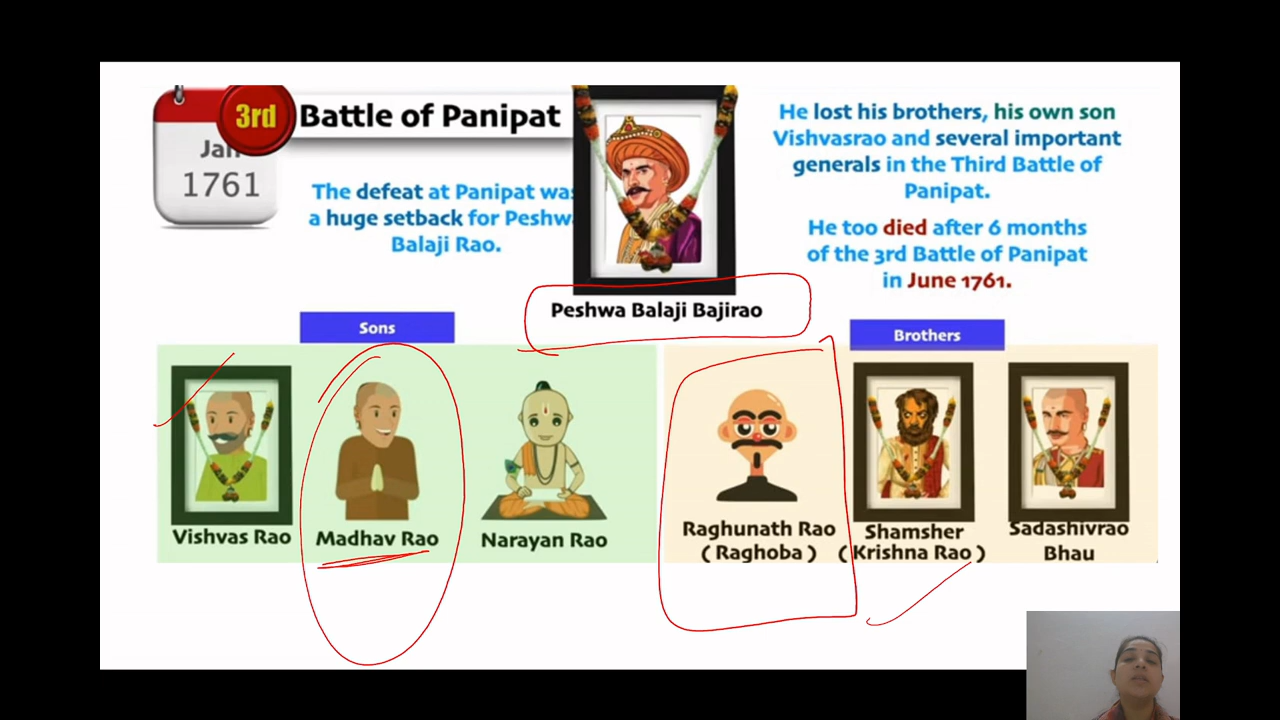 3rd
Battle of Panipat
Jan
1761
The defeat at Panipat was
a huge setback for Peshwa
Balaji Rao.
He lost his brothers, his own son
Vishvasrao and several important
generals in the Third Battle of
Panipat.
He too died after 6 months
of the 3rd Battle of Panipat
in June 1761.
Peshwa Balaji Bajirao
Sons
Brothers
Vishvas Rao
Madhav Rao
Narayan Rao
Raghunath Rao
( Raghoba )
Shamsher
( Krishna Rao )
Sadashivrao
Bhau